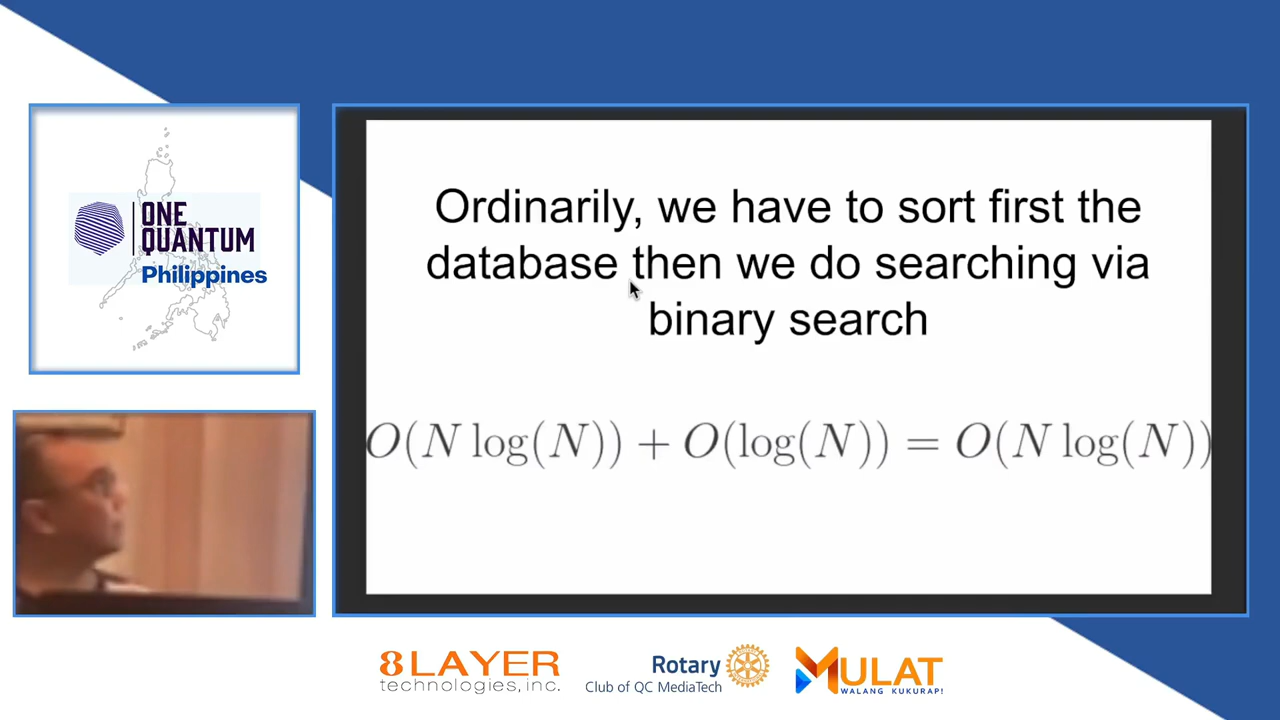 ONE
QUANTUM
Philippines
Ordinarily, we have to sort first the
database then we do searching via
binary search
O(N log(N)) + O(log(N)) = O(N log(N))
8LAYER
technologies, inc.
Rotary
Club of QC MediaTech
MULAT
WALANG KUKURAP!